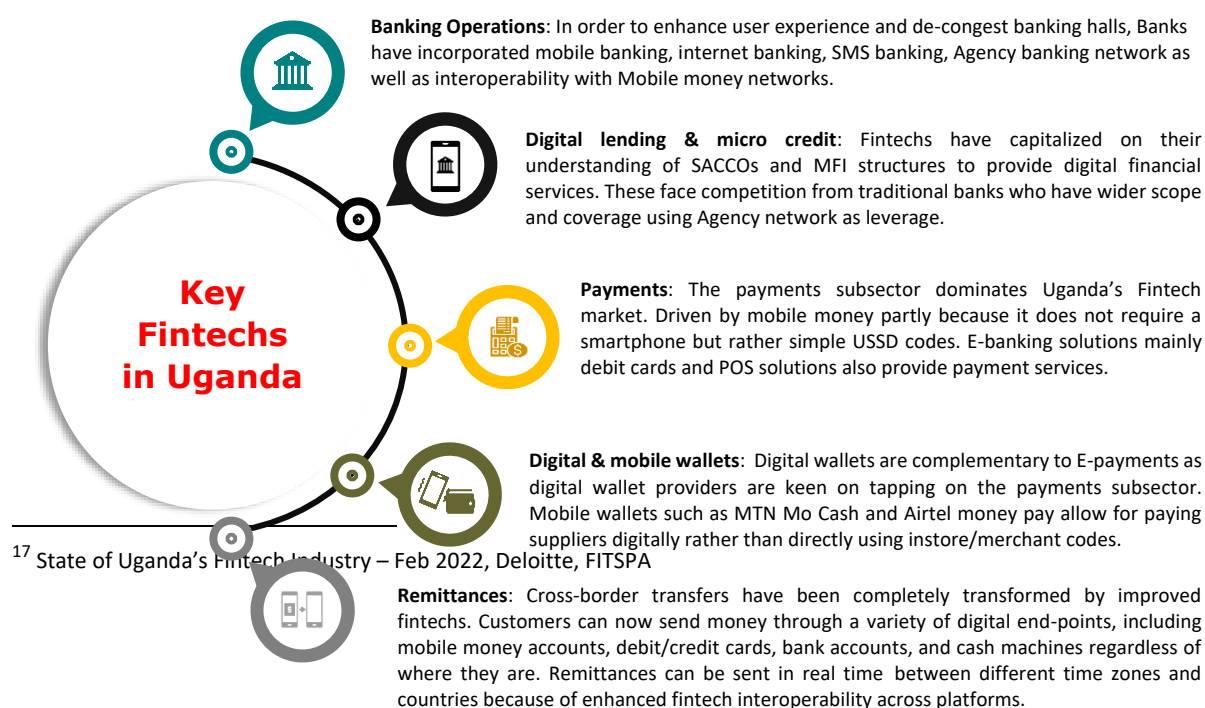 Banking Operations: In order to enhance user experience and de-congest banking halls, Banks
have incorporated mobile banking, internet banking, SMS banking, Agency banking network as
well as interoperability with Mobile money networks.
Digital lending & micro credit: Fintechs have capitalized on their
understanding of SACCOs and MFI structures to provide digital financial
services. These face competition from traditional banks who have wider scope
and coverage using Agency network as leverage.
Key
Fintechs
in Uganda
Payments: The payments subsector dominates Uganda's Fintech
market. Driven by mobile money partly because it does not require a
smartphone but rather simple USSD codes. E-banking solutions mainly
debit cards and POS solutions also provide payment services.
Digital & mobile wallets: Digital wallets are complementary to E-payments as
digital wallet providers are keen on tapping on the payments subsector.
Mobile wallets such as MTN Mo Cash and Airtel money pay allow for paying
suppliers digitally rather than directly using instore/merchant codes.
17 State of Uganda's Fintech Industry – Feb 2022, Deloitte, FITSPA
Remittances: Cross-border transfers have been completely transformed by improved
fintechs. Customers can now send money through a variety of digital end-points, including
mobile money accounts, debit/credit cards, bank accounts, and cash machines regardless of
where they are. Remittances can be sent in real time between different time zones and
countries because of enhanced fintech interoperability across platforms.